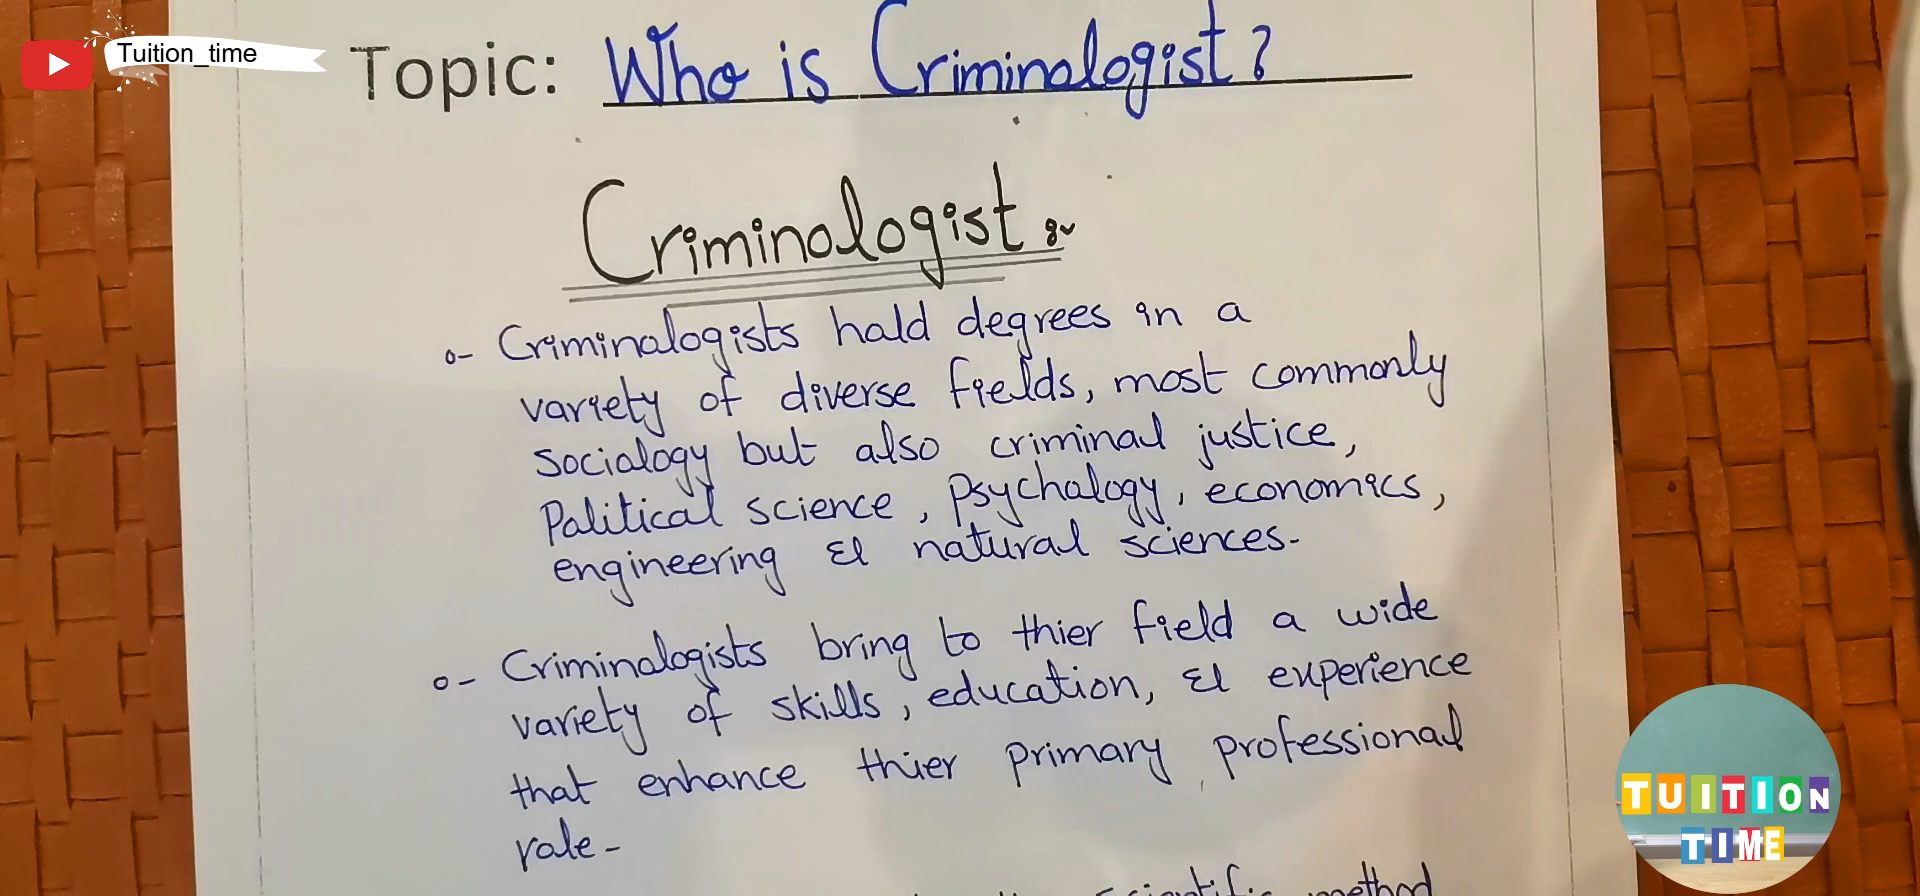 Tuition_time
Topic: Who is Criminologist?
Criminologist :~
o- Criminologists hold degrees in a
variety of diverse fields, most commonly
sociology but also criminal justice,
Political science, psychology, economics,
engineering & natural sciences-
o- Criminologists bring to thier field a wide
variety of skills, education, & experience
that enhance thier primary professional
role-
scientific method
TUITION
TIME